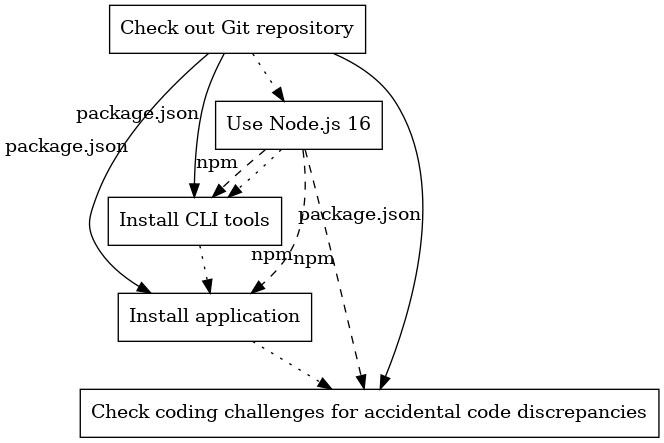 Check out Git repository
package.json
Use Node.js 16
package.json
npm
package.json
Install CLI tools
npm
npm
Install application
Check coding challenges for accidental code discrepancies